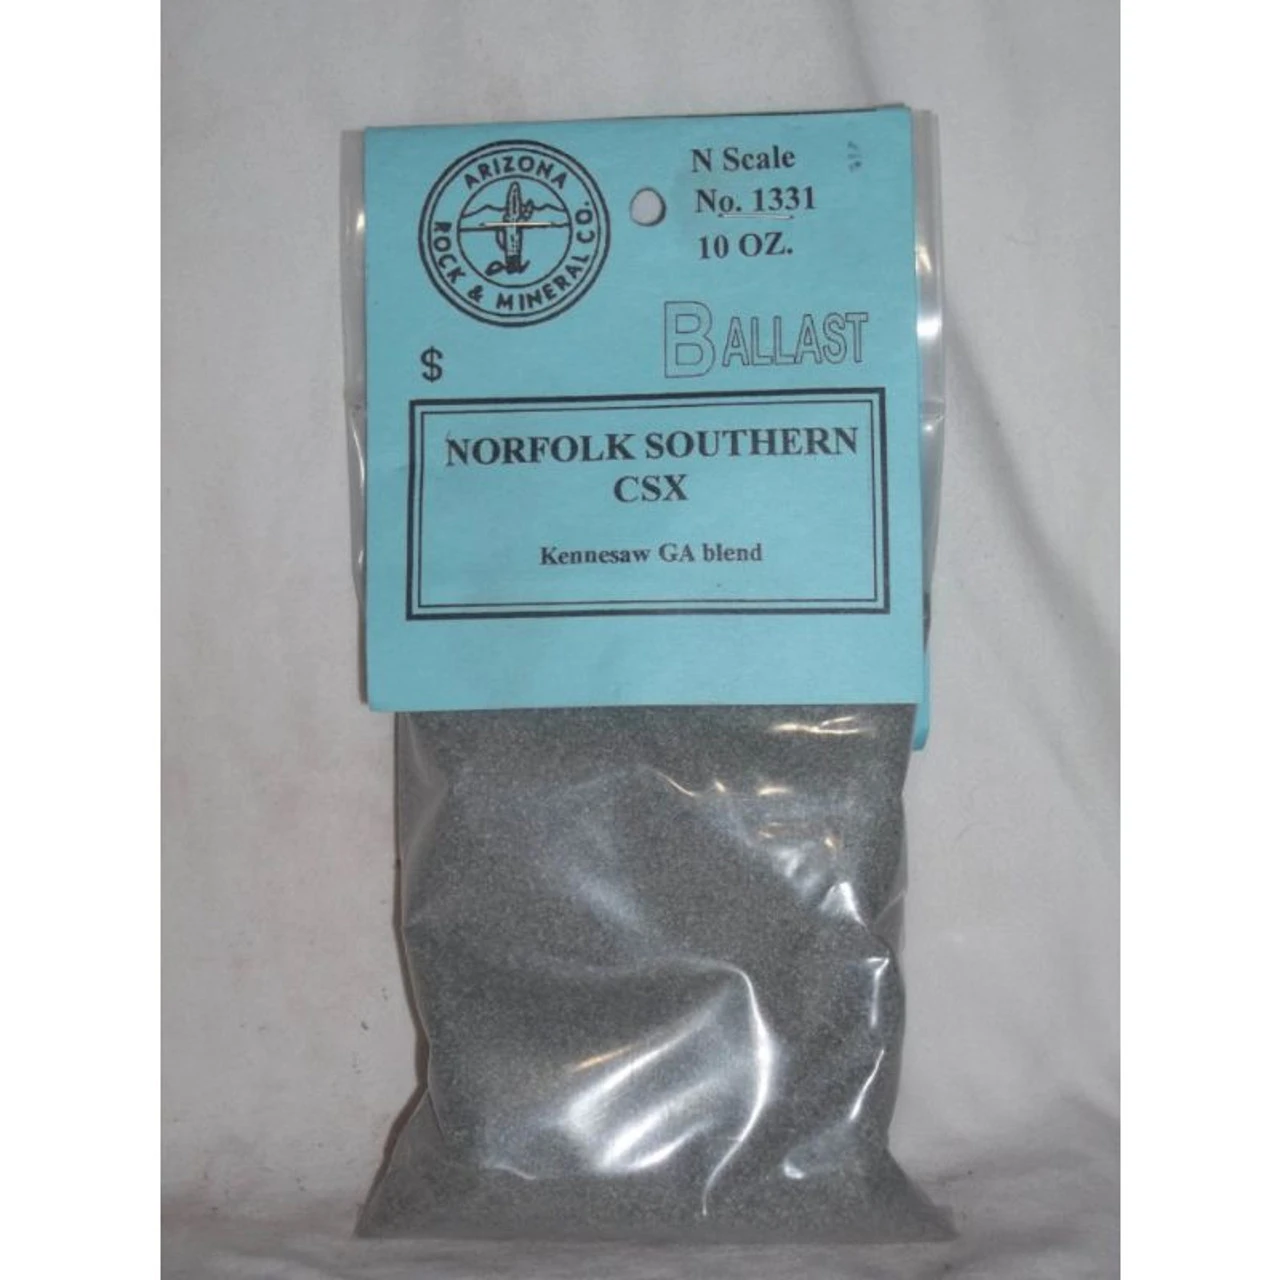 ARIZONA
ROCK & MINERAL CO.
N Scale
No. 1331
10 OZ.
BALLAST
$
NORFOLK SOUTHERN
CSX
Kennesaw GA blend